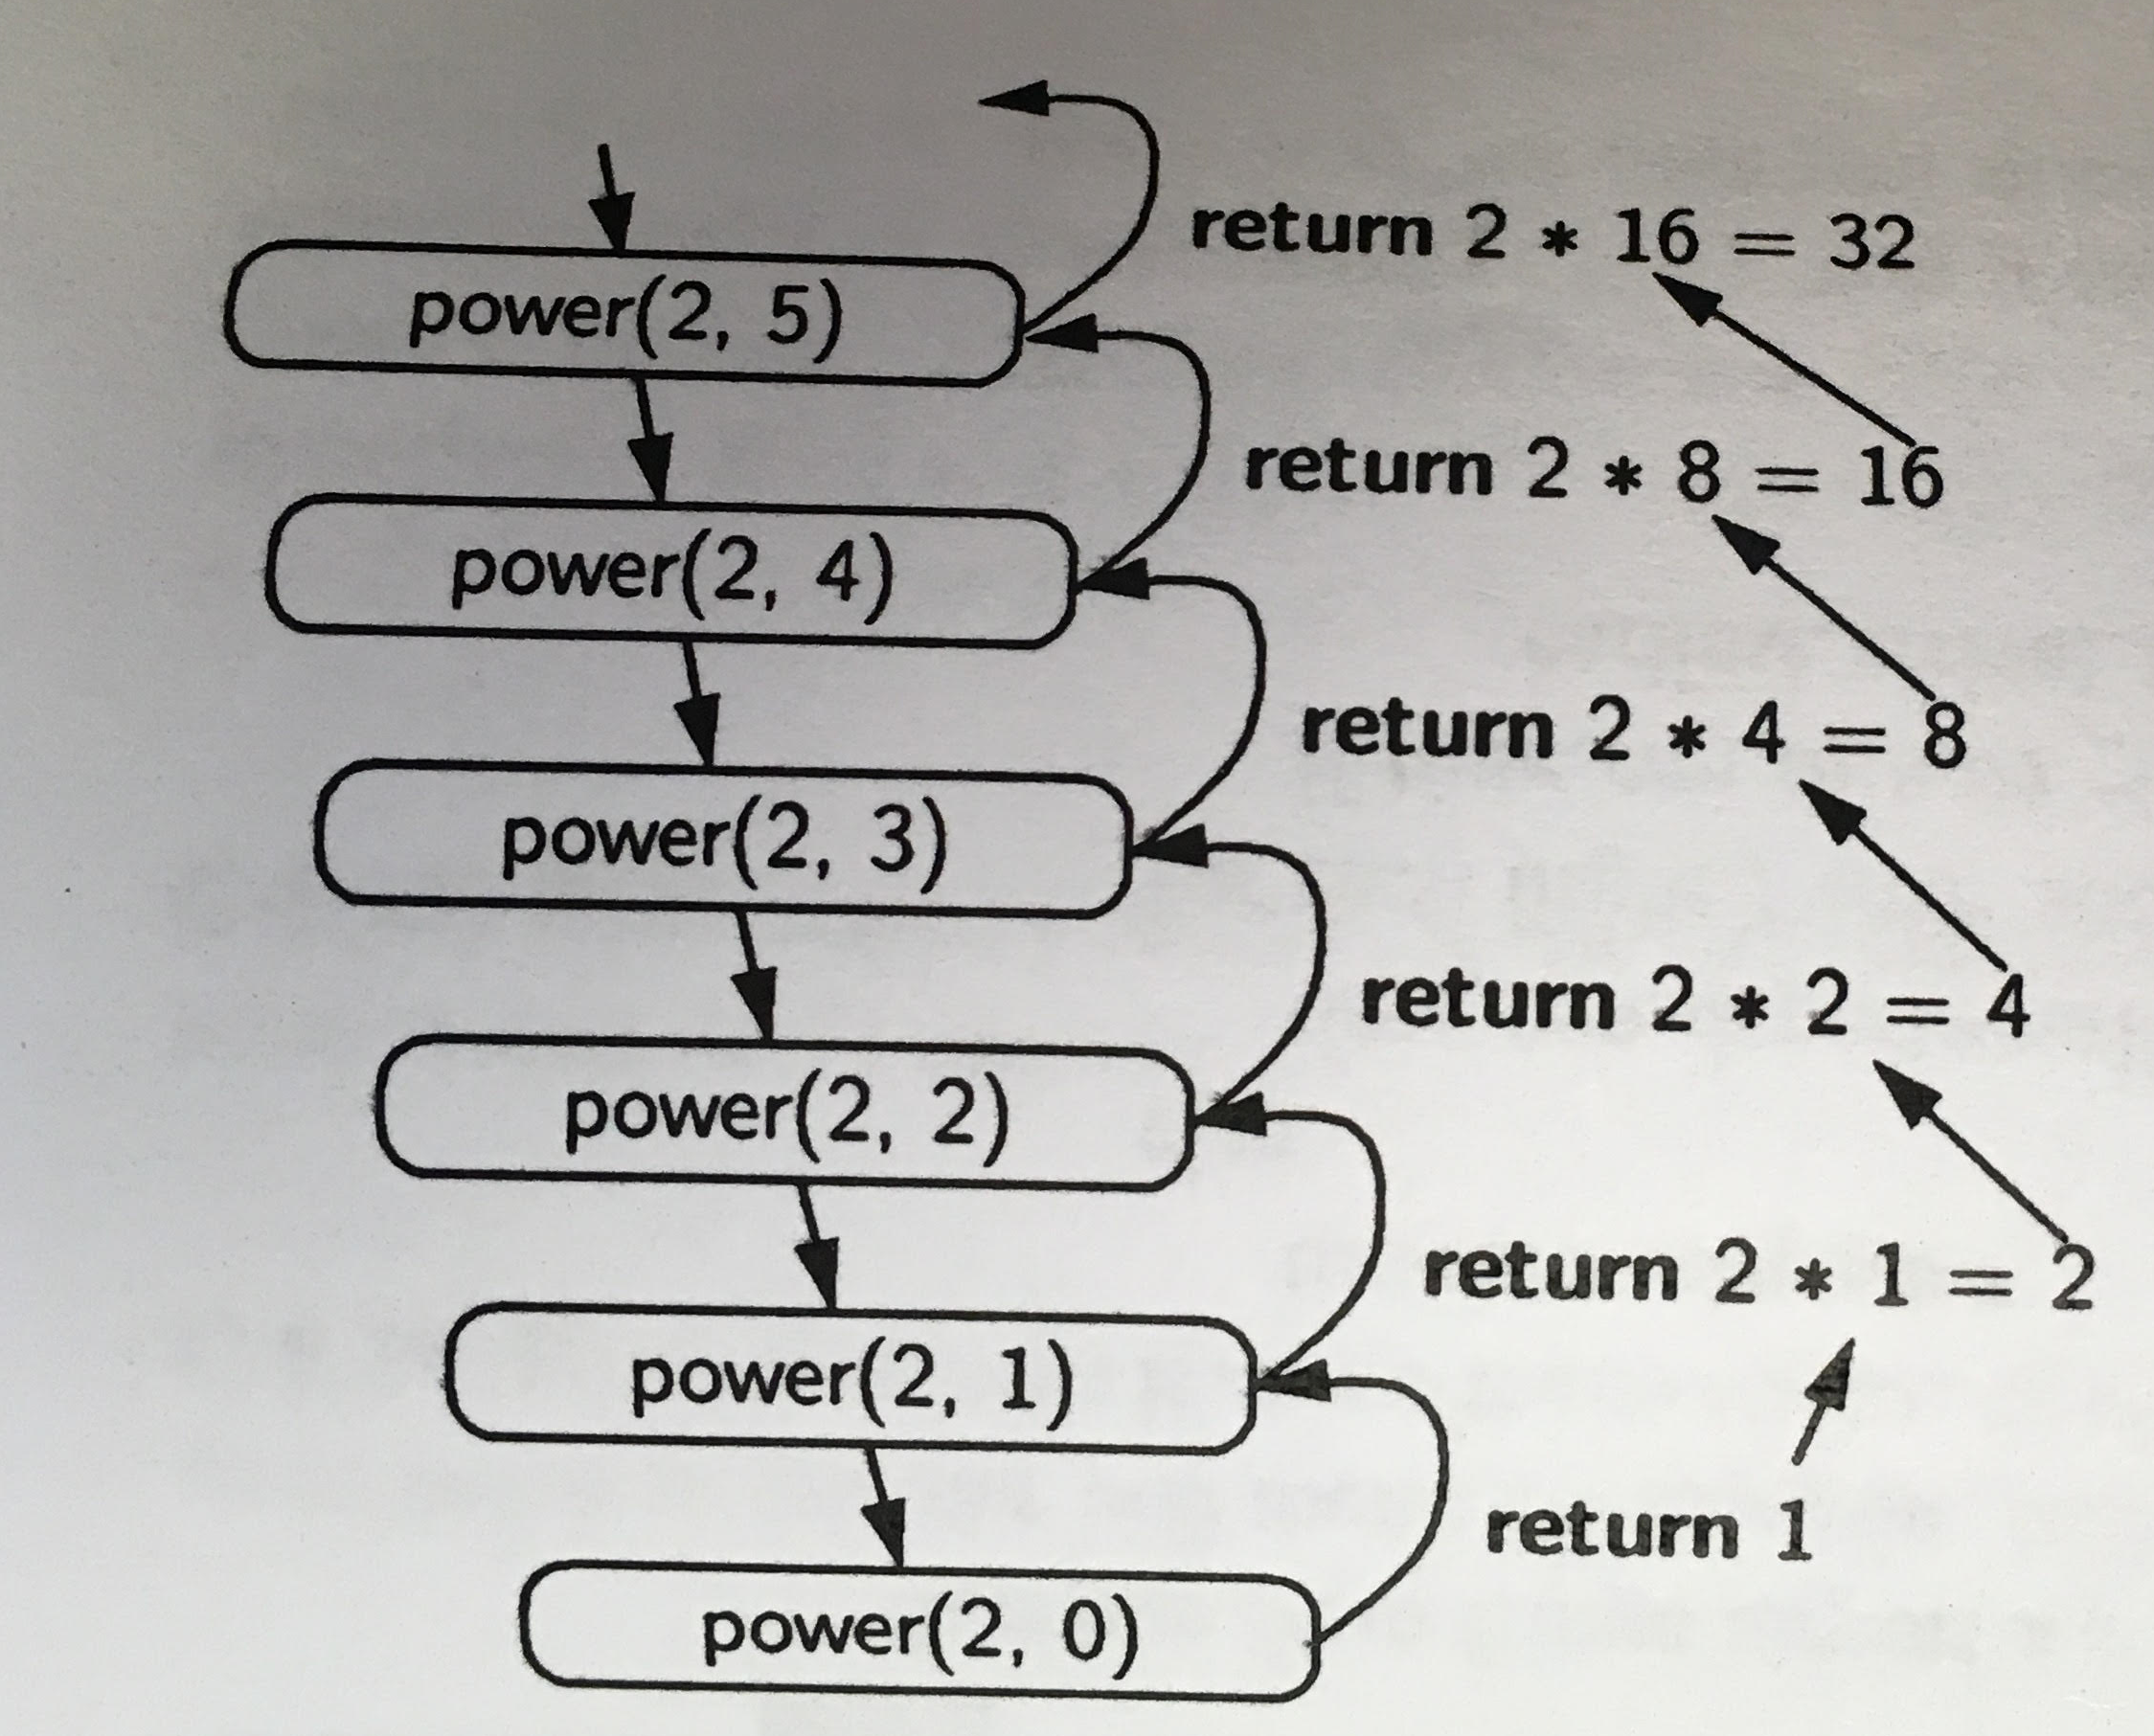 return 2 * 16 = 32
power(2, 5)
return 2 * 8 = 16
power(2, 4)
return 2 * 4 = 8
power(2, 3)
return 2 * 2 = 4
power(2, 2)
return 2 * 1 = 2
power(2, 1)
return 1
power(2, 0)